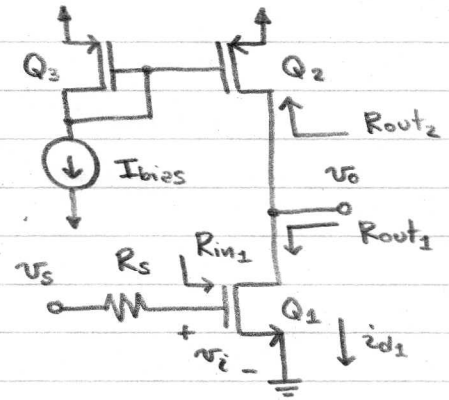 Q3
Q2
Rout2
Ibias
vo
Rout1
Rin1
vs
Rs
Q1
+
vi
-
id1